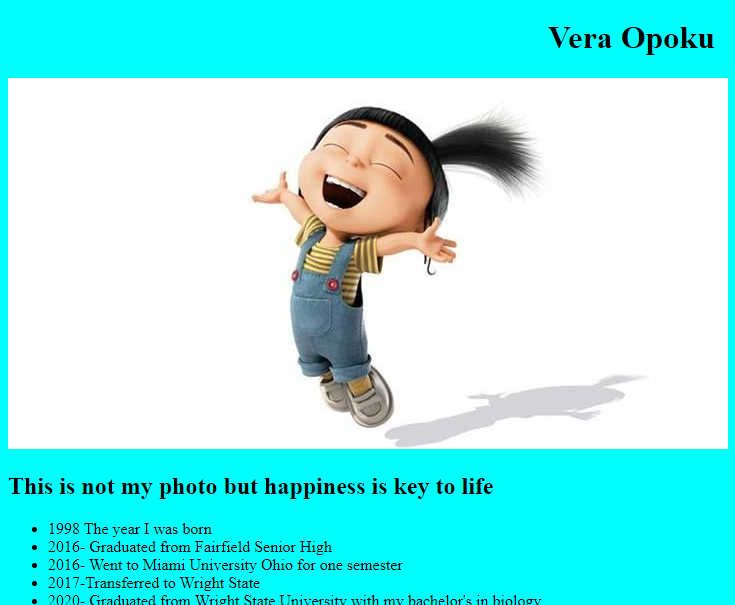 Vera Opoku
This is not my photo but happiness is key to life
1998 The year I was born
2016- Graduated from Fairfield Senior High
2016- Went to Miami University Ohio for one semester
2017-Transferred to Wright State
2020- Graduated from Wright State University with my bachelor's in biology